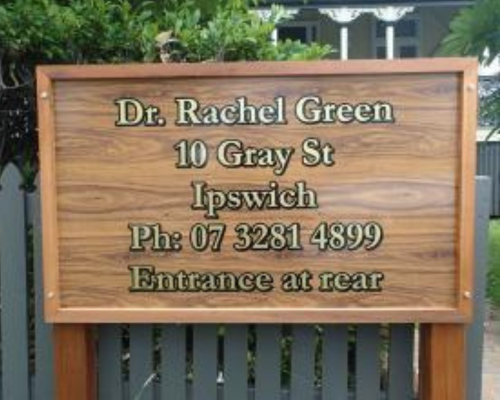 Dr. Rachel Green
10 Gray St
Ipswich
Ph: 07 3281 4899
Entrance at rear